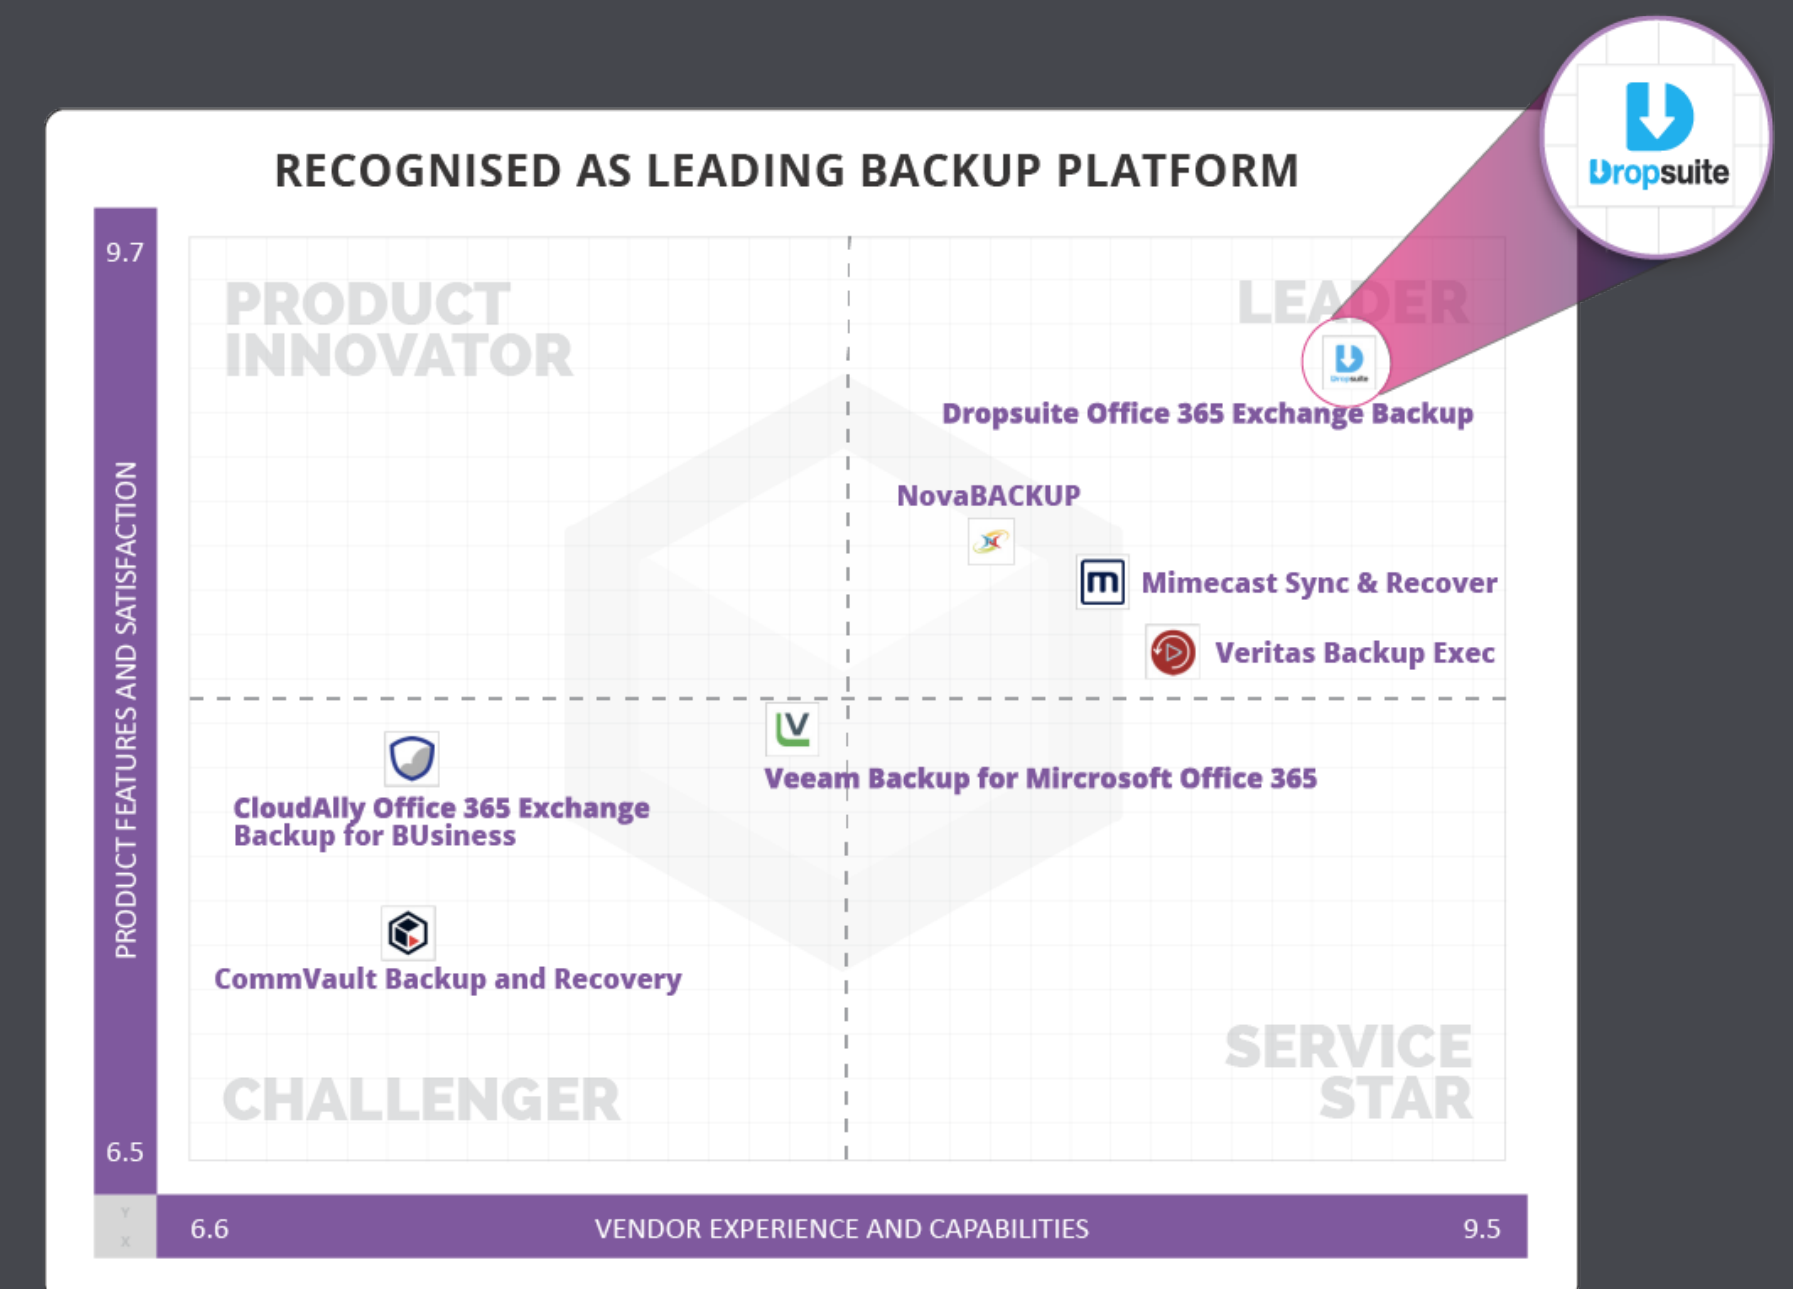 Dropsuite
RECOGNISED AS LEADING BACKUP PLATFORM
9.7
PRODUCT FEATURES AND SATISFACTION
6.5
PRODUCT
INNOVATOR
LEADER
Dropsuite
Dropsuite Office 365 Exchange Backup
NovaBACKUP
m
Mimecast Sync & Recover
Veritas Backup Exec
V
Veeam Backup for Mircrosoft Office 365
CloudAlly Office 365 Exchange
Backup for BUsiness
CommVault Backup and Recovery
CHALLENGER
SERVICE
STAR
Y
X
6.6
VENDOR EXPERIENCE AND CAPABILITIES
9.5